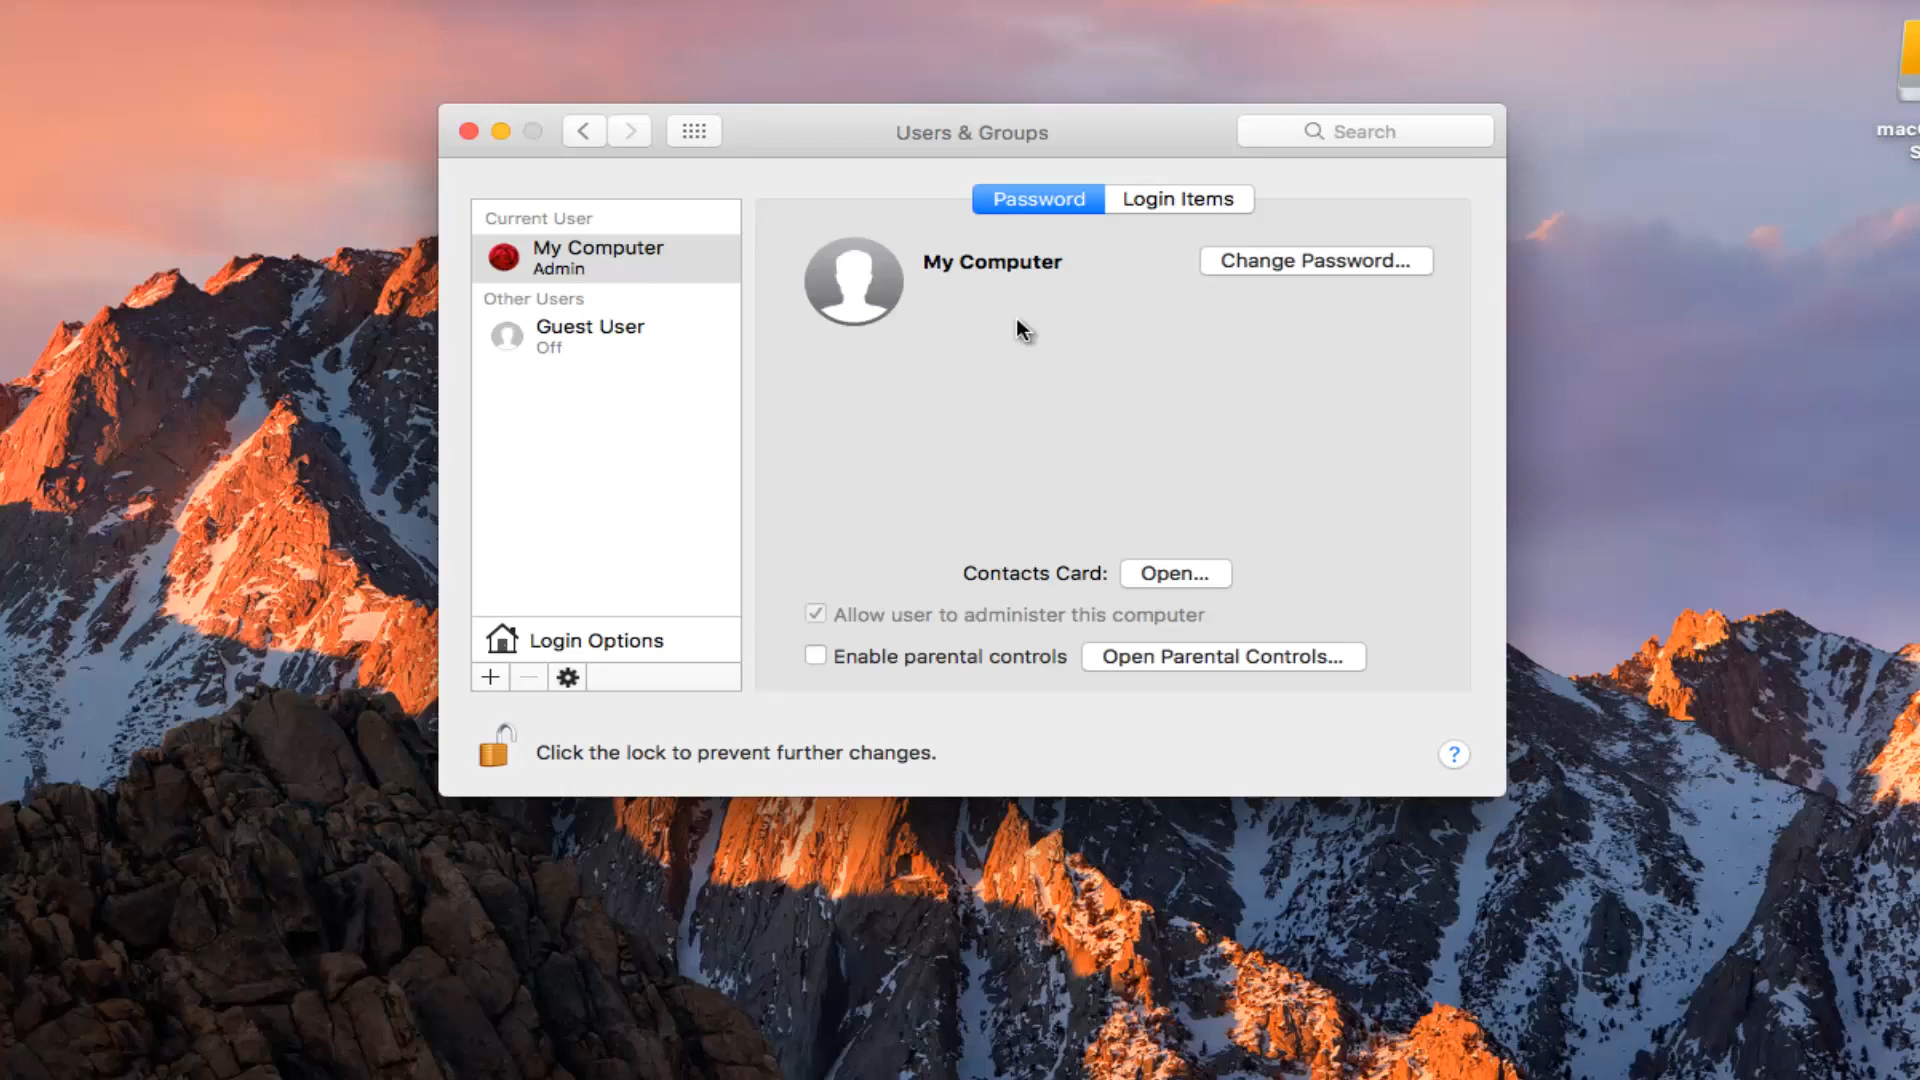 Users & Groups
Search
Password
Login Items
Current User
My Computer
Admin
Other Users
Guest User
Off
My Computer
Change Password...
Contacts Card:
Open...
Allow user to administer this computer
Enable parental controls
Open Parental Controls...
Login Options
Click the lock to prevent further changes.
?